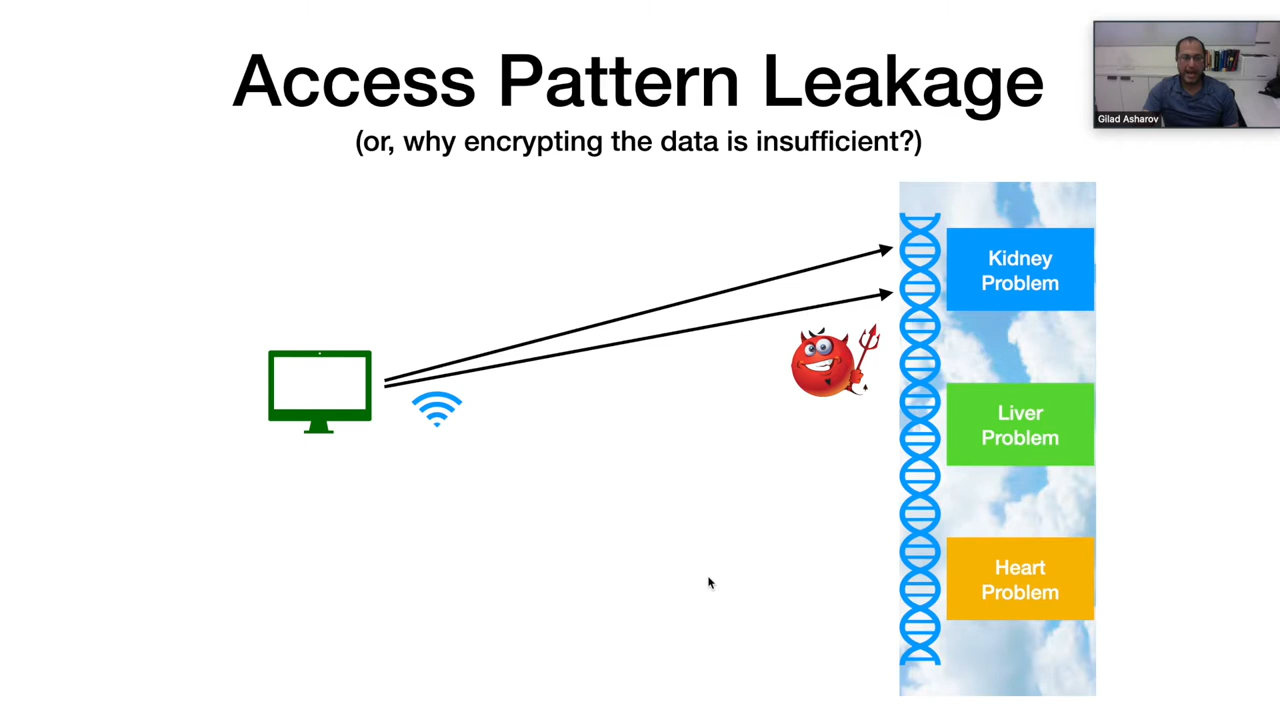 Access Pattern Leakage
(or, why encrypting the data is insufficient?)
Gilad Asharov
Kidney
Problem
Liver
Problem
Heart
Problem